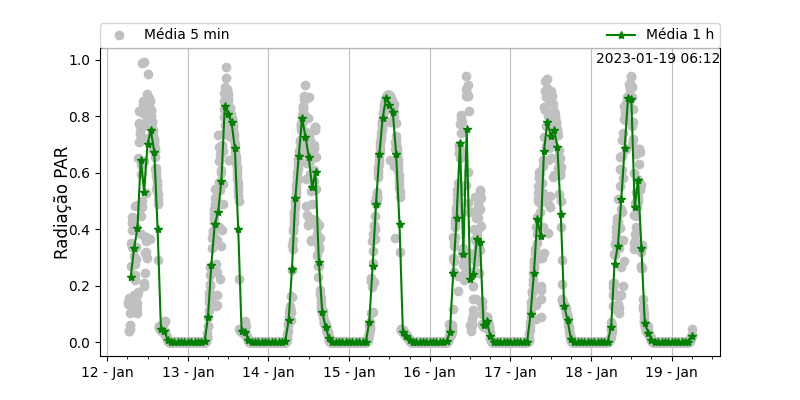 Média 5 min
Média 1 h
2023-01-19 06:12
Radiação PAR
1.0
0.8
0.6
0.4
0.2
0.0
12 - Jan
13 - Jan
14 - Jan
15 - Jan
16 - Jan
17 - Jan
18 - Jan
19 - Jan